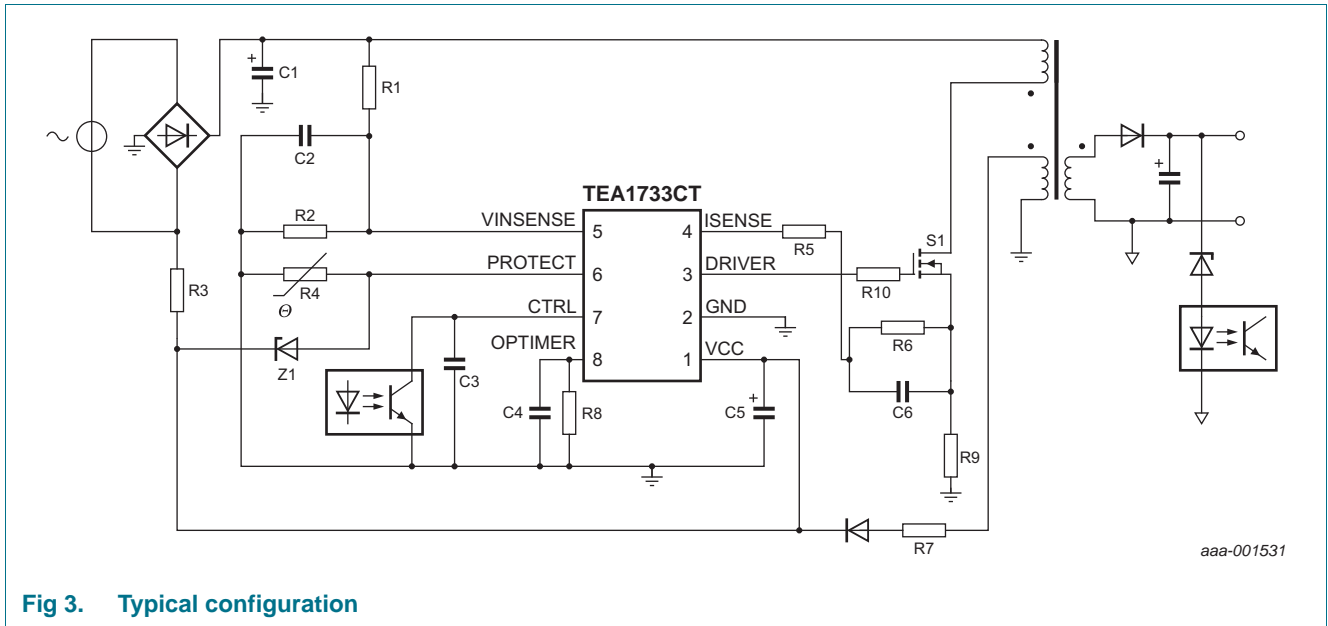 C1
R1
C2
TEA1733CT
R2
VINSENSE
5
4
ISENSE
R5
S1
R3
R4
Θ
PROTECT
6
3
DRIVER
R10
CTRL
7
2
GND
R6
Z1
OPTIMER
8
1
VCC
C3
C4
R8
C5
C6
R9
R7
aaa-001531
Fig 3. Typical configuration
+
+
+